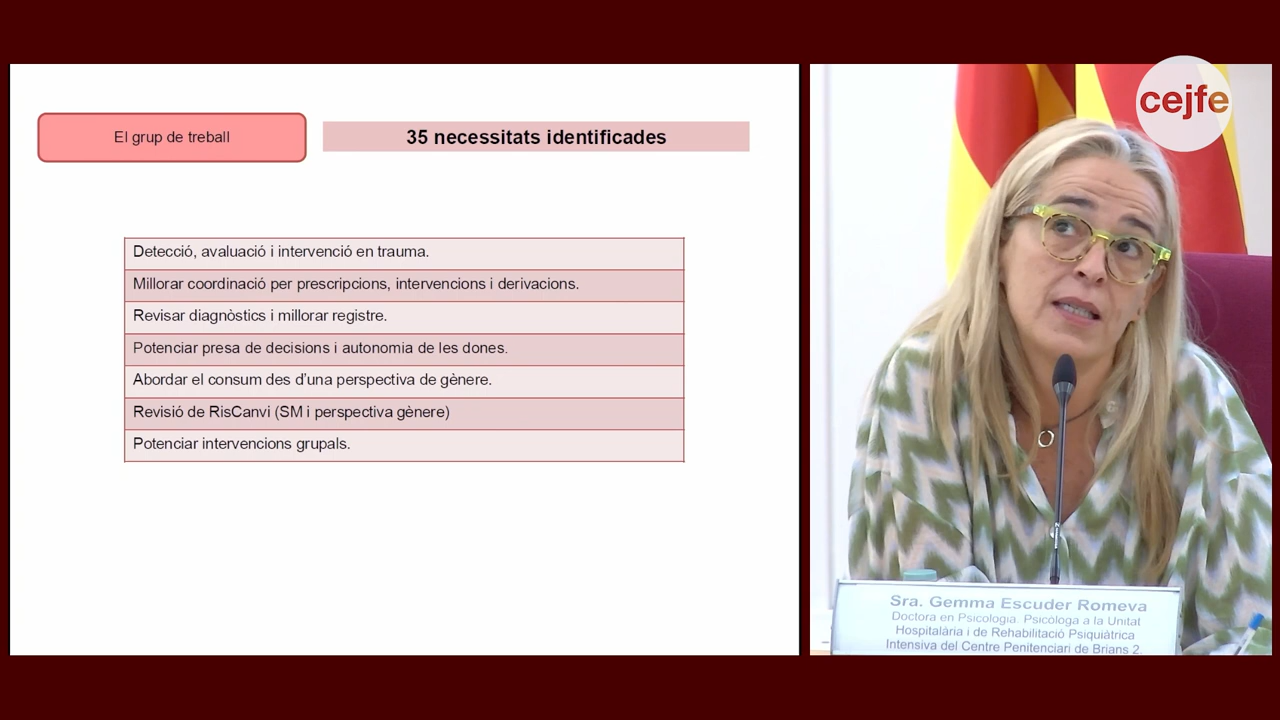 El grup de treball
35 necessitats identificades
Detecció, avaluació i intervenció en trauma.
Millorar coordinació per prescripcions, intervencions i derivacions.
Revisar diagnòstics i millorar registre.
Potenciar presa de decisions i autonomia de les dones.
Abordar el consum des d'una perspectiva de gènere.
Revisió de RisCanvi (SM i perspectiva gènere)
Potenciar intervencions grupals.
cejfe
Sra. Gemma Escuder Romeva
Doctora en Psicologia. Psicòloga a la Unitat
Hospitalària i de Rehabilitació Psiquiàtrica
Intensiva del Centre Penitenciari de Brians 2.